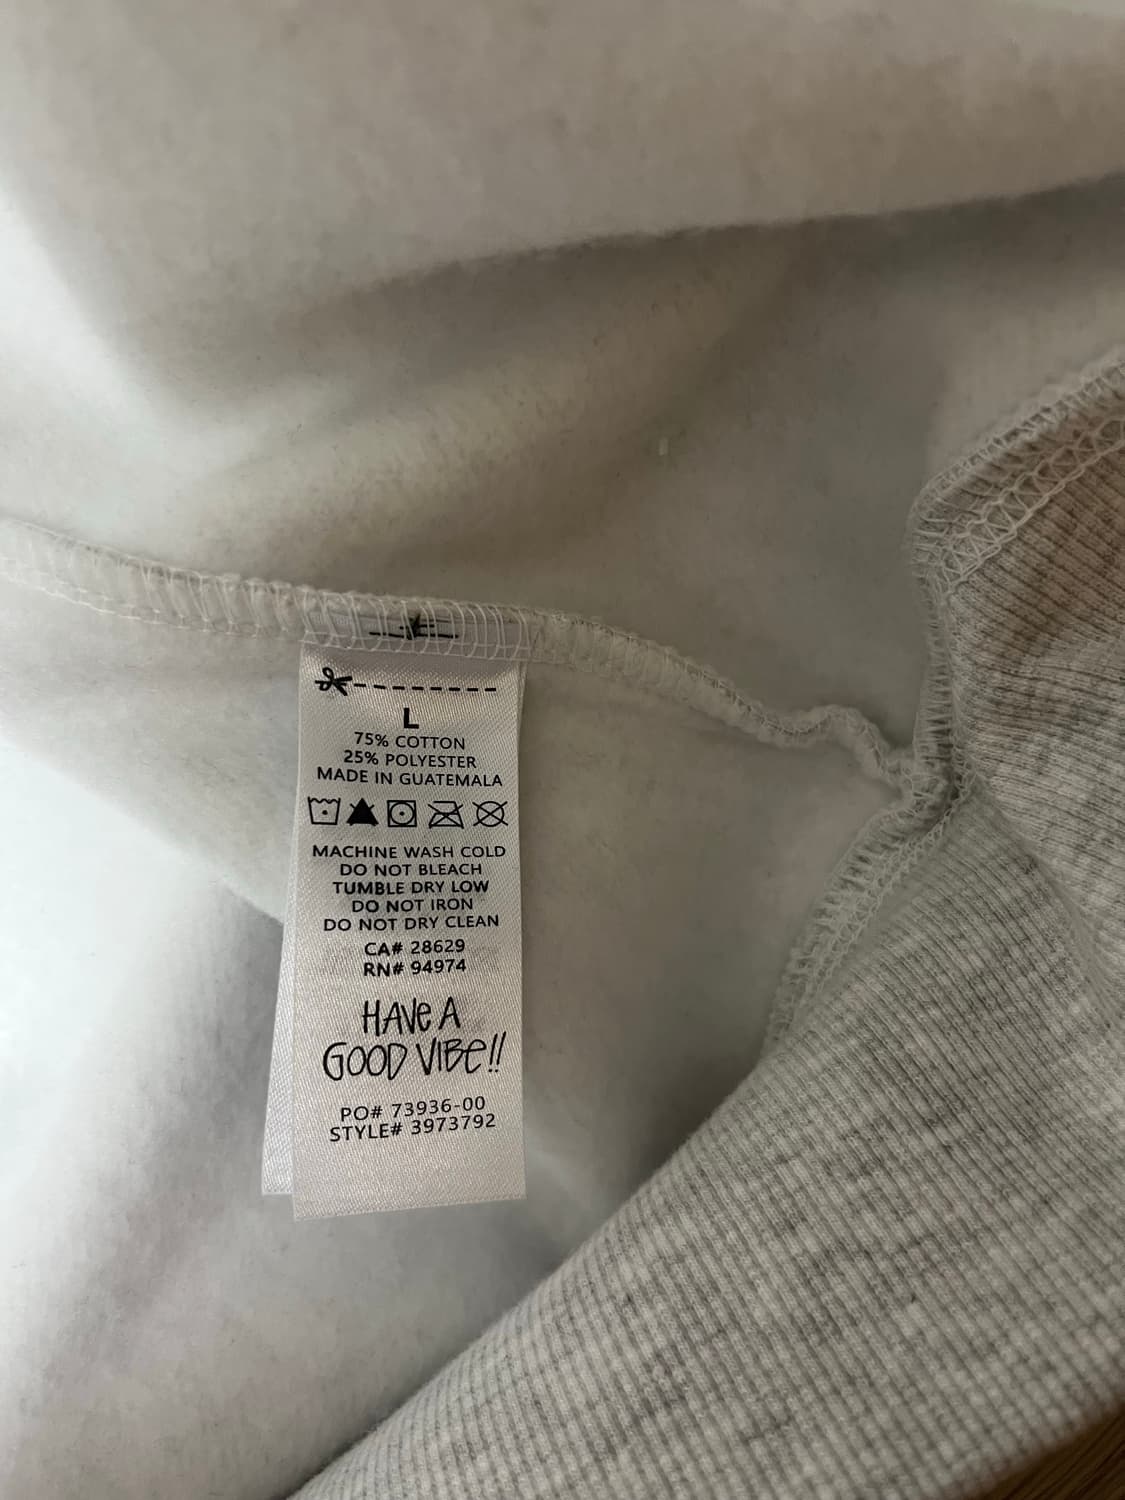 L
75% COTTON
25% POLYESTER
MADE IN GUATEMALA
MACHINE WASH COLD
DO NOT BLEACH
TUMBLE DRY LOW
DO NOT IRON
DO NOT DRY CLEAN
CA# 28629
RN# 94974
HAVE A
GOOD VIBE!!
PO# 73936-00
STYLE# 3973792